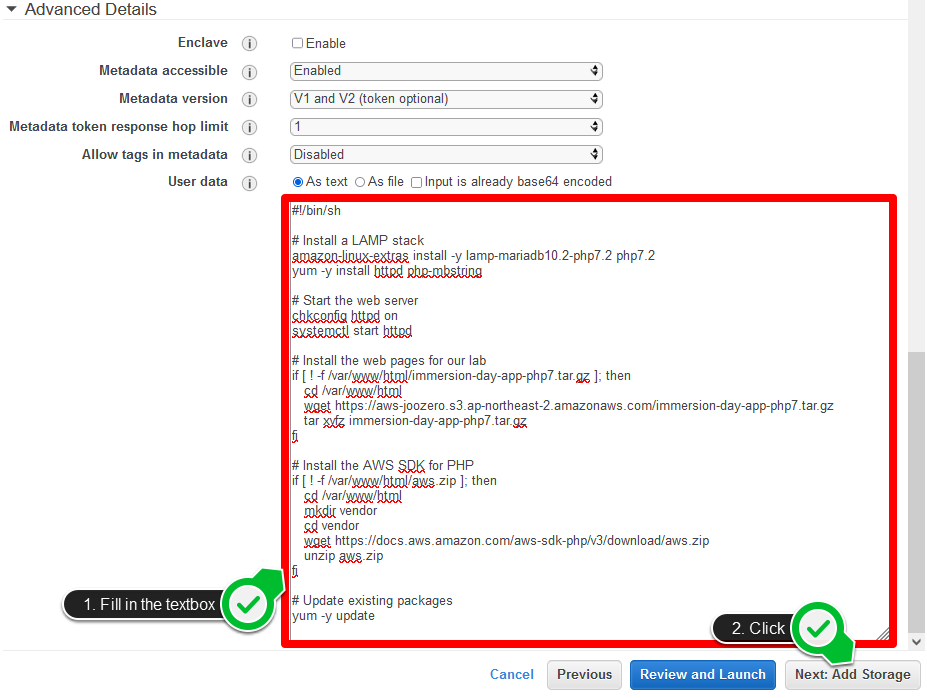 Advanced Details
Enclave i Enable
Metadata accessible i Enabled
Metadata version i V1 and V2 (token optional)
Metadata token response hop limit i 1
Allow tags in metadata i Disabled
User data i As text As file Input is already base64 encoded
#!/bin/sh
# Install a LAMP stack
amazon-linux-extras install -y lamp-mariadb10.2-php7.2 php7.2
yum -y install httpd php-mbstring
# Start the web server
chkconfig httpd on
systemctl start httpd
# Install the web pages for our lab
if [ ! -f /var/www/html/immersion-day-app-php7.tar.gz ]; then
cd /var/www/html
wget https://aws-joozero.s3.ap-northeast-2.amazonaws.com/immersion-day-app-php7.tar.gz
tar xvfz immersion-day-app-php7.tar.gz
fi
# Install the AWS SDK for PHP
if [ ! -f /var/www/html/aws.zip ]; then
cd /var/www/html
mkdir vendor
cd vendor
wget https://docs.aws.amazon.com/aws-sdk-php/v3/download/aws.zip
unzip aws.zip
fi
# Update existing packages
yum -y update
1. Fill in the textbox
2. Click
Cancel Previous Review and Launch Next: Add Storage